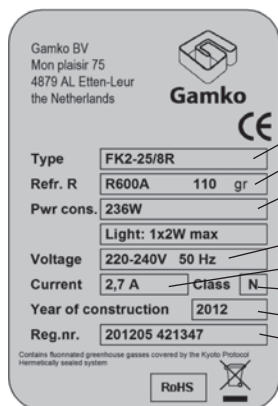 Gamko BV
Mon plaisir 75
4879 AL Etten-Leur
the Netherlands
Gamko
CE
Type FK2-25/8R
Refr. R R600A 110 gr
Pwr cons. 236W
Light: 1x2W max
Voltage 220-240V 50 Hz
Current 2,7 A Class N
Year of construction 2012
Reg.nr. 201205 421347
Contains fluonnated greenhouse gasses covered by the Kyoto Protocol
Hermetically sealed system
RoHS